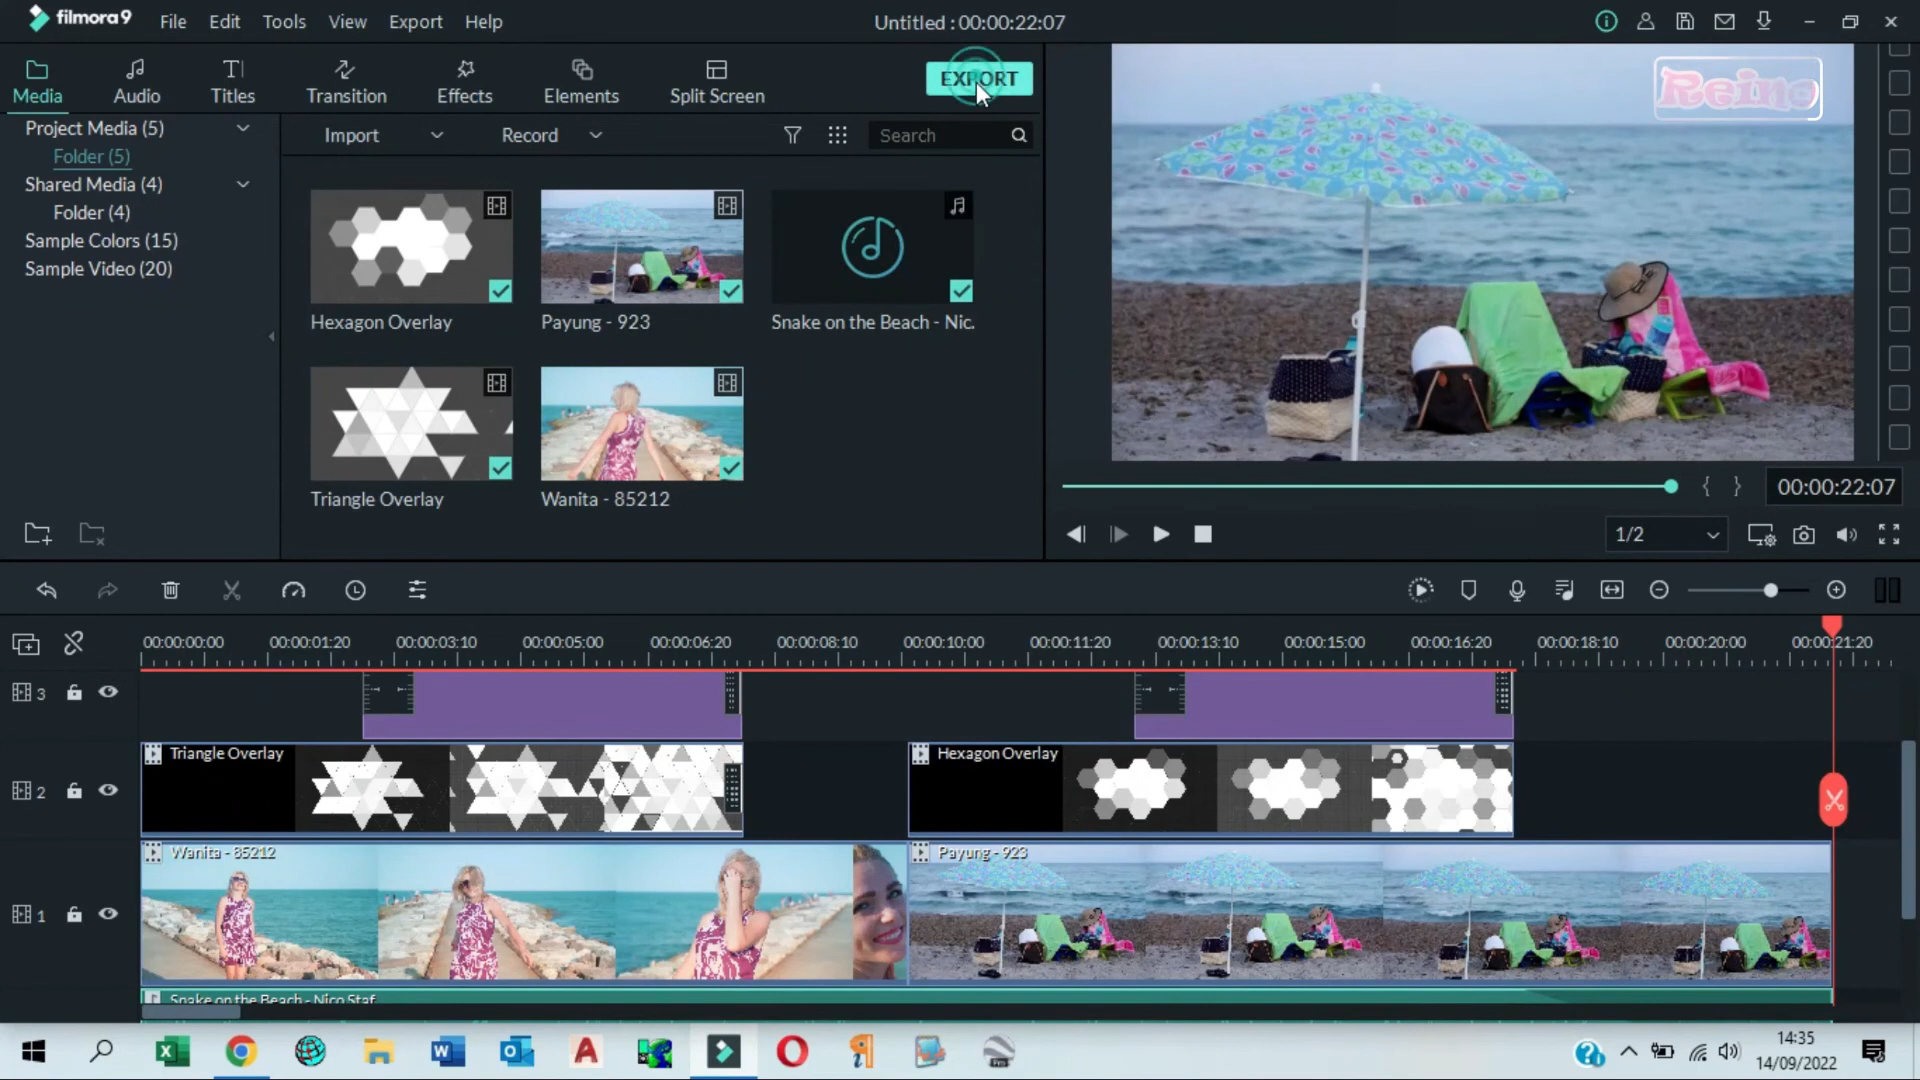 filmora9 File Edit Tools View Export Help Untitled : 00:00:22:07
Media Audio Titles Transition Effects Elements Split Screen EXPORT
Project Media (5)
Folder (5)
Shared Media (4)
Folder (4)
Sample Colors (15)
Sample Video (20)
Import Record Search
Hexagon Overlay Payung - 923 Snake on the Beach - Nic.
Triangle Overlay Wanita - 85212
00:00:22:07
1/2
00:00:00:00 00:00:01:20 00:00:03:10 00:00:05:00 00:00:06:20 00:00:08:10 00:00:10:00 00:00:11:20 00:00:13:10 00:00:15:00 00:00:16:20 00:00:18:10 00:00:20:00 00:00:21:20
3
2 Triangle Overlay Hexagon Overlay
1 Wanita - 85212 Payung - 923
Snake on the Beach - Nico Staf
14:35
14/09/2022